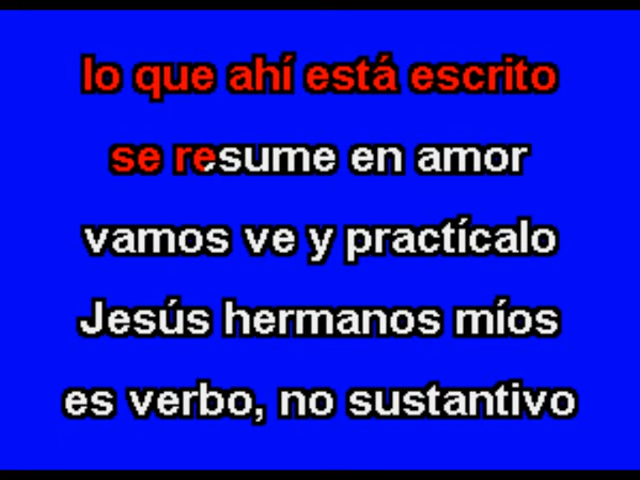 lo que ahí está escrito
se resume en amor
vamos ve y practícalo
Jesús hermanos míos
es verbo, no sustantivo